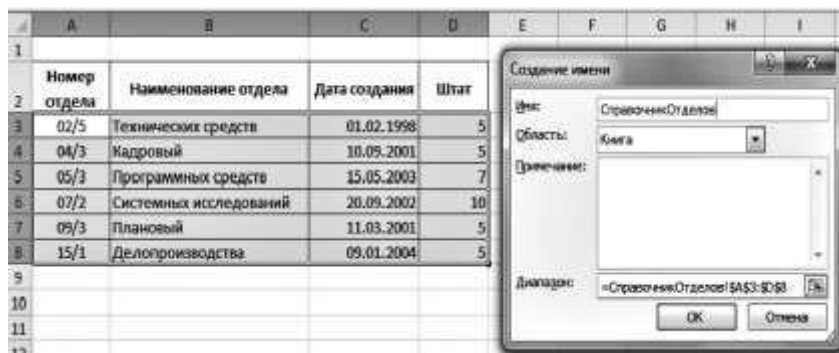 A B C D E F G H I
1
2 Номер отдела Наименование отдела Дата создания Штат
3 02/5 Технических средств 01.02.1998 5
4 04/3 Кадровый 10.09.2001 5
5 05/3 Программных средств 15.05.2003 7
6 07/2 Системных исследований 20.09.2002 10
7 09/3 Плановый 11.03.2001 5
8 15/1 Делопроизводства 09.01.2004 5
9
10
11
12
Создание имени
Имя: СправочникОтделов
Область: Книга
Примечание:
Диапазон: =СправочникОтделов!$A$3:$D$8
ОК Отмена